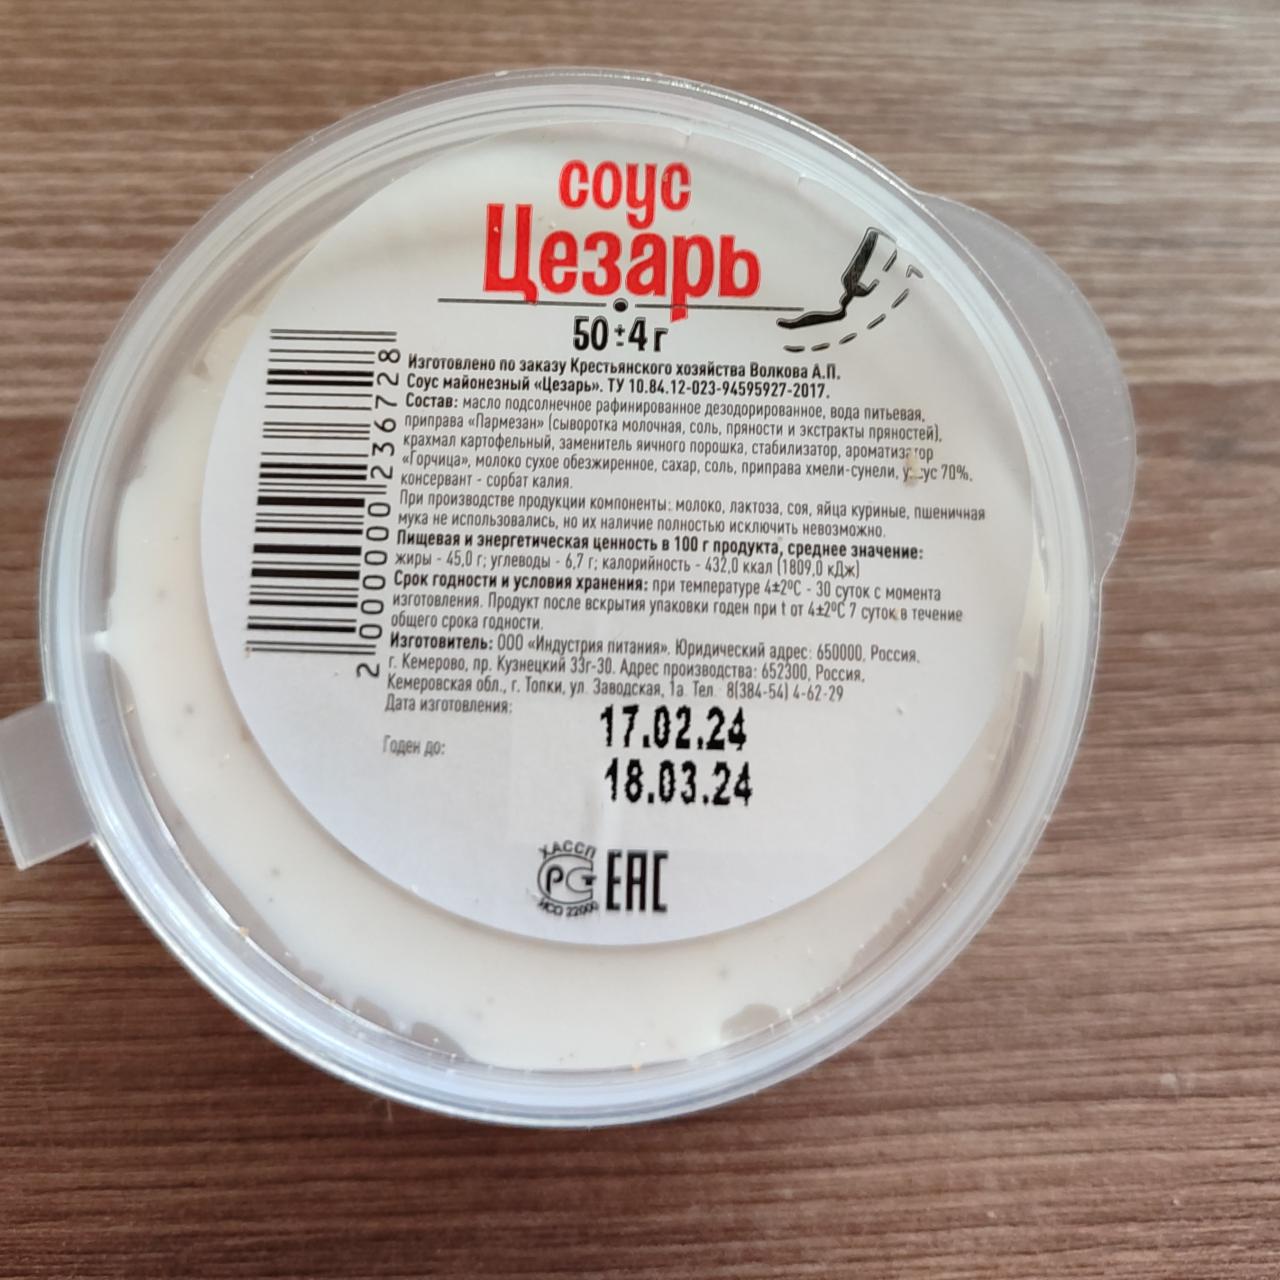 соус
Цезарь
50±4 г
Изготовлено по заказу Крестьянского хозяйства Волкова А.П.
Соус майонезный «Цезарь». ТУ 10.84.12-023-94595927-2017.
Состав: масло подсолнечное рафинированное дезодорированное, вода питьевая,
приправа «Пармезан» (сыворотка молочная, соль, пряности и экстракты пряностей),
крахмал картофельный, заменитель яичного порошка, стабилизатор, ароматизатор
«Горчица», молоко сухое обезжиренное, сахар, соль, приправа хмели-сунели, уксус 70%,
консервант - сорбат калия.
При производстве продукции компоненты: молоко, лактоза, соя, яйца куриные, пшеничная
мука не использовались, но их наличие полностью исключить невозможно.
Пищевая и энергетическая ценность в 100 г продукта, среднее значение:
жиры - 45,0 г; углеводы - 6,7 г; калорийность - 432,0 ккал (1809,0 кДж)
Срок годности и условия хранения: при температуре 4±2ºС - 30 суток с момента
изготовления. Продукт после вскрытия упаковки годен при t от 4±2ºС 7 суток в течение
общего срока годности.
Изготовитель: ООО «Индустрия питания». Юридический адрес: 650000, Россия,
г. Кемерово, пр. Кузнецкий 33г-30. Адрес производства: 652300, Россия,
Кемеровская обл., г. Топки, ул. Заводская, 1а. Тел. 8(384-54) 4-62-29
Дата изготовления: 17.02.24
Годен до: 18.03.24
ХАССП
РСТ
ИСО 22000
ЕАС
2000000236728